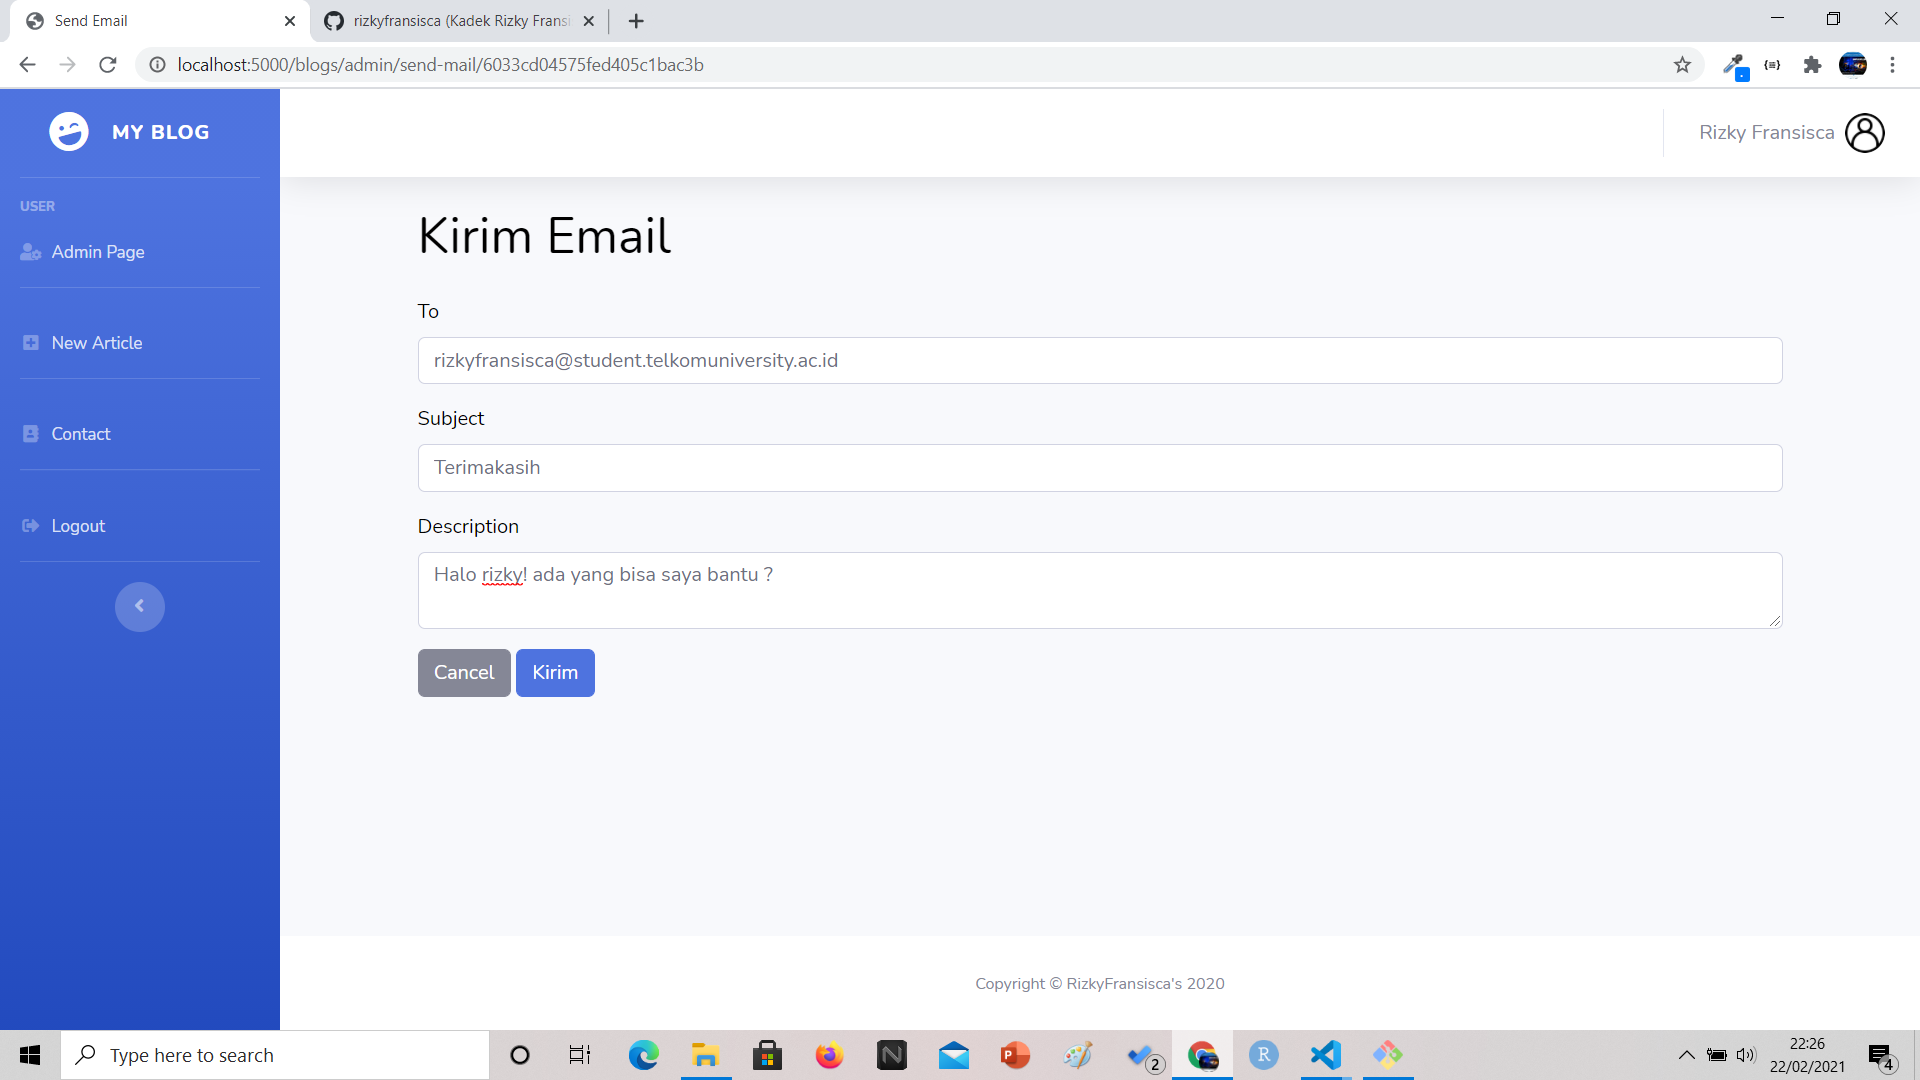 Send Email
rizkyfransisca (Kadek Rizky Fransi
localhost:5000/blogs/admin/send-mail/6033cd04575fed405c1bac3b
MY BLOG
Rizky Fransisca
USER
Admin Page
New Article
Contact
Logout
Kirim Email
To
rizkyfransisca@student.telkomuniversity.ac.id
Subject
Terimakasih
Description
Halo rizky! ada yang bisa saya bantu ?
Cancel Kirim
Copyright © RizkyFransisca's 2020
Type here to search
N
P
2
R
22:26
22/02/2021
4